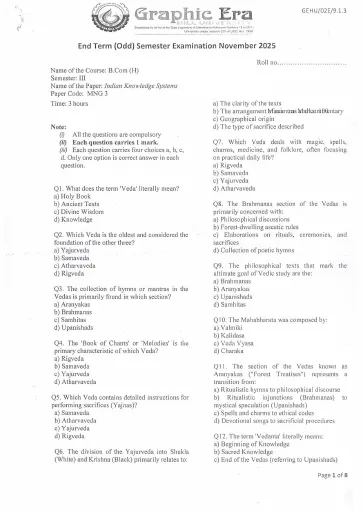 GEHU/02E/9.1.3
Graphic Era
HILL UNIVERSITY
End Term (Odd) Semester Examination November 2025
Roll no
Name of the Course: B.Com (H)
Semester: III
Name of the Paper: Indian Knowledge Systems
Paper Code: MNG 3
Time: 3 hours
Note:
(i) All the questions are compulsory
(ii) Each question carries 1 mark.
(iii) Each question carries four choices a, b, c,
d. Only one option is correct answer in each
question.
Q1. What does the term 'Veda' literally mean?
a) Holy Book
b) Ancient Texts
c) Divine Wisdom
d) Knowledge
Q2. Which Veda is the oldest and considered the
foundation of the other three?
a) Yajurveda
b) Samaveda
c) Atharvaveda
d) Rigveda
Q3. The collection of hymns or mantras in the
Vedas is primarily found in which section?
a) Aranyakas
b) Brahmanas
c) Samhitas
d) Upanishads
Q4. The 'Book of Chants' or 'Melodies' is the
primary characteristic of which Veda?
a) Rigveda
b) Samaveda
c) Yajurveda
d) Atharvaveda
Q5. Which Veda contains detailed instructions for
performing sacrifices (Yajnas)?
a) Samaveda
b) Atharvaveda
c) Yajurveda
d) Rigveda
Q6. The division of the Yajurveda into Shukla
(White) and Krishna (Black) primarily relates to:
a) The clarity of the texts
b) The arrangement
c) Geographical origin
d) The type of sacrifice described
Q7. Which Veda deals with magic, spells,
charms, medicine, and folklore, often focusing
on practical daily life?
a) Rigveda
b) Samaveda
c) Yajurveda
d) Atharvaveda
Q8. The Brahmanas section of the Vedas is
primarily concerned with:
a) Philosophical discussions
b) Forest-dwelling ascetic rules
c) Elaborations on rituals, ceremonies, and
sacrifices
d) Collection of poetic hymns
Q9. The philosophical texts that mark the
ultimate goal of Vedic study are the:
a) Brahmanas
b) Aranyakas
c) Upanishads
d) Samhitas
Q10. The Mahabharata was composed by:
a) Valmiki
b) Kalidasa
c) Veda Vyasa
d) Charaka
Q11. The section of the Vedas known as
Aranyakas ("Forest Treatises") represents a
transition from:
a) Ritualistic hymns to philosophical discourse
b) Ritualistic injunctions (Brahmanas) to
mystical speculation (Upanishads)
c) Spells and charms to ethical codes
d) Devotional songs to sacrificial procedures
Q12. The term 'Vedanta' literally means:
a) Beginning of Knowledge
b) Sacred Knowledge
c) End of the Vedas (referring to Upanishads)
Page 1 of 8